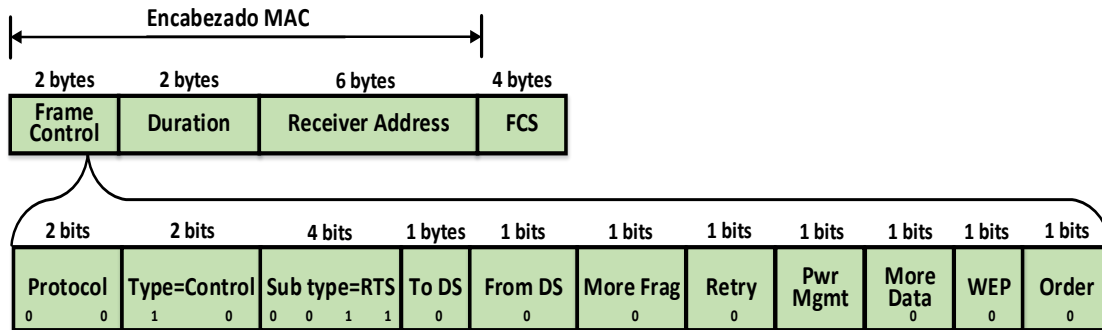 Encabezado MAC
2 bytes 2 bytes 6 bytes 4 bytes
Frame Control Duration Receiver Address FCS
2 bits 2 bits 4 bits 1 bytes 1 bits 1 bits 1 bits 1 bits 1 bits 1 bits 1 bits
Protocol Type=Control Sub type=RTS To DS From DS More Frag Retry Pwr Mgmt More Data WEP Order
0 0 1 0 0 0 1 1 0 0 0 0 0 0 0